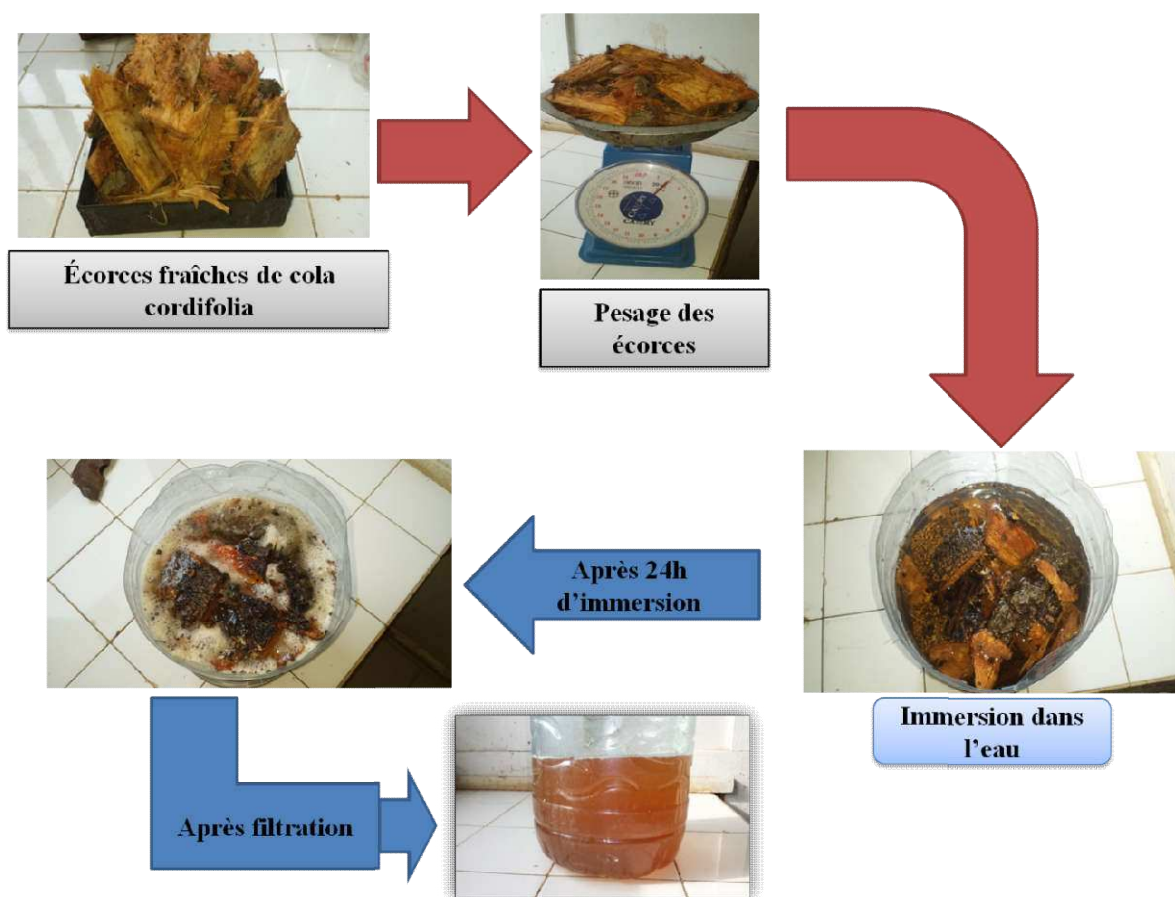 Écorces fraîches de cola
cordifolia
Pesage des
écorces
Après 24h
d'immersion
Immersion dans
l'eau
Après filtration